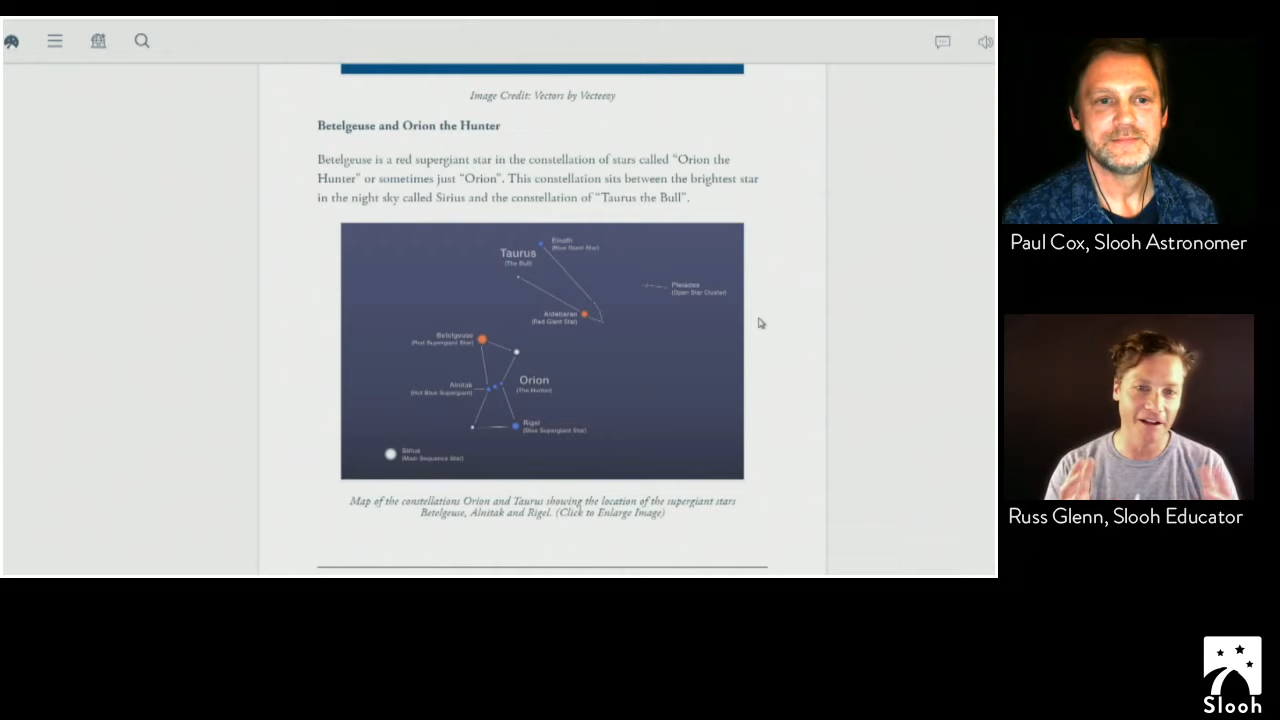 Image Credit: Vectors by Vecteezy
Betelgeuse and Orion the Hunter
Betelgeuse is a red supergiant star in the constellation of stars called “Orion the
Hunter” or sometimes just “Orion”. This constellation sits between the brightest star
in the night sky called Sirius and the constellation of “Taurus the Bull”.
Elnath
(Blue Giant Star)
Taurus
(The Bull)
Pleiades
(Open Star Cluster)
Aldebaran
(Red Giant Star)
Betelgeuse
(Red Supergiant Star)
Orion
(The Hunter)
Alnitak
(Hot Blue Supergiant)
Rigel
(Blue Supergiant Star)
Sirius
(Main Sequence Star)
Map of the constellations Orion and Taurus showing the location of the supergiant stars
Betelgeuse, Alnitak and Rigel. (Click to Enlarge Image)
Paul Cox, Slooh Astronomer
Russ Glenn, Slooh Educator
Slooh